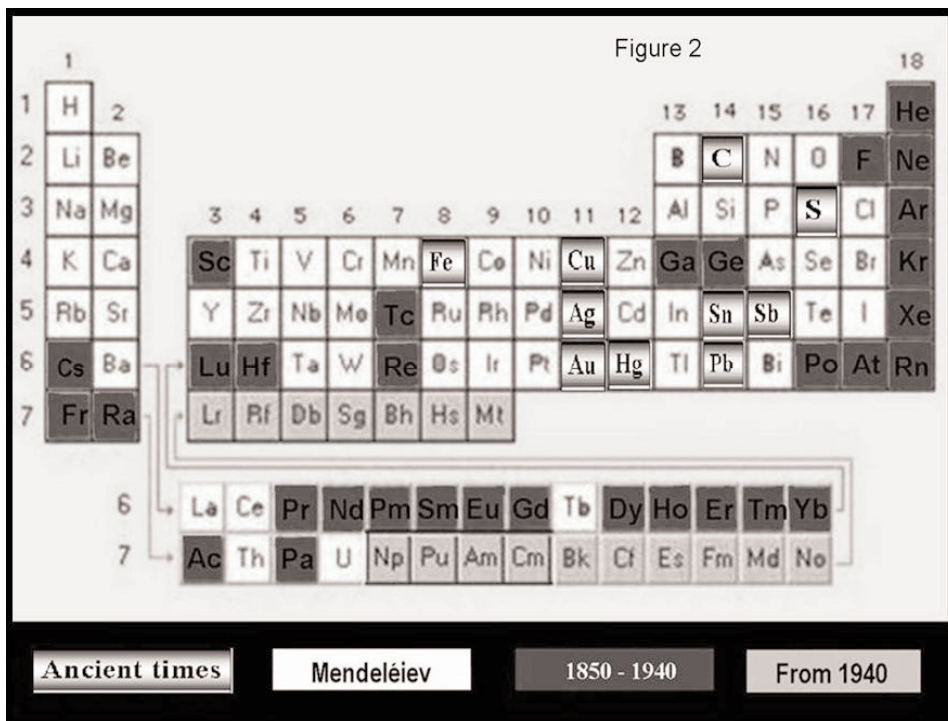 Figure 2
1 18
1 H 2 13 14 15 16 17 He
2 Li Be B C N O F Ne
3 Na Mg 3 4 5 6 7 8 9 10 11 12 Al Si P S Cl Ar
4 K Ca Sc Ti V Cr Mn Fe Co Ni Cu Zn Ga Ge As Se Br Kr
5 Rb Sr Y Zr Nb Mo Tc Ru Rh Pd Ag Cd In Sn Sb Te I Xe
6 Cs Ba Lu Hf Ta W Re Os Ir Pt Au Hg Tl Pb Bi Po At Rn
7 Fr Ra Lr Rf Db Sg Bh Hs Mt
6 La Ce Pr Nd Pm Sm Eu Gd Tb Dy Ho Er Tm Yb
7 Ac Th Pa U Np Pu Am Cm Bk Cf Es Fm Md No
Ancient times Mendeléiev 1850 - 1940 From 1940